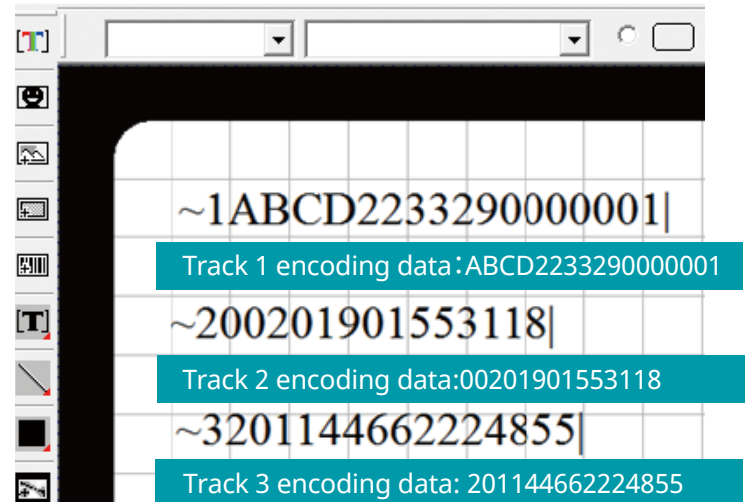 [T]
~1ABCD2233290000001|
Track 1 encoding data：ABCD2233290000001
[T]
~200201901553118|
Track 2 encoding data:00201901553118
~3201144662224855|
Track 3 encoding data: 201144662224855